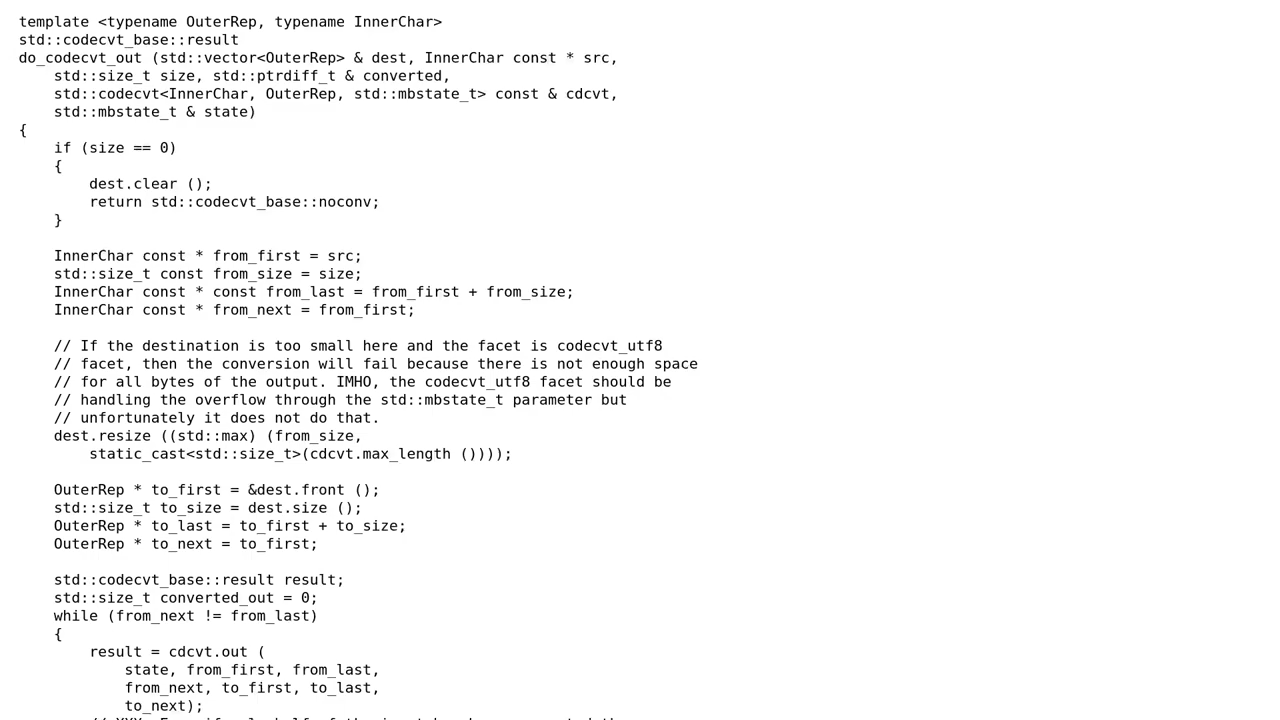 template <typename OuterRep, typename InnerChar>
std::codecvt_base::result
do_codecvt_out (std::vector<OuterRep> & dest, InnerChar const * src,
    std::size_t size, std::ptrdiff_t & converted,
    std::codecvt<InnerChar, OuterRep, std::mbstate_t> const & cdcvt,
    std::mbstate_t & state)
{
    if (size == 0)
    {
        dest.clear ();
        return std::codecvt_base::noconv;
    }

    InnerChar const * from_first = src;
    std::size_t const from_size = size;
    InnerChar const * const from_last = from_first + from_size;
    InnerChar const * from_next = from_first;

    // If the destination is too small here and the facet is codecvt_utf8
    // facet, then the conversion will fail because there is not enough space
    // for all bytes of the output. IMHO, the codecvt_utf8 facet should be
    // handling the overflow through the std::mbstate_t parameter but
    // unfortunately it does not do that.
    dest.resize ((std::max) (from_size,
        static_cast<std::size_t>(cdcvt.max_length ())));

    OuterRep * to_first = &dest.front ();
    std::size_t to_size = dest.size ();
    OuterRep * to_last = to_first + to_size;
    OuterRep * to_next = to_first;

    std::codecvt_base::result result;
    std::size_t converted_out = 0;
    while (from_next != from_last)
    {
        result = cdcvt.out (
            state, from_first, from_last,
            from_next, to_first, to_last,
            to_next);